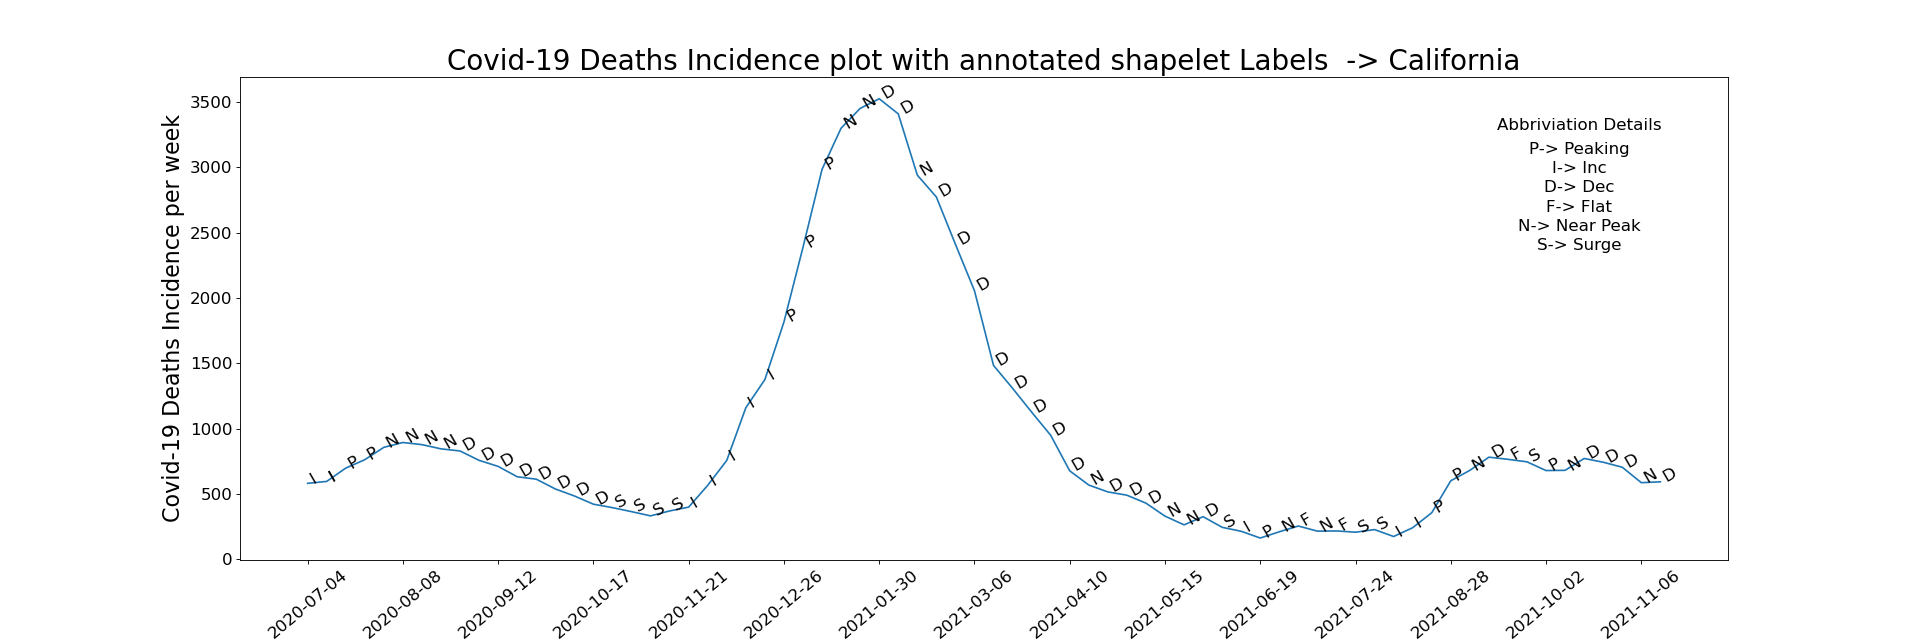 Covid-19 Deaths Incidence plot with annotated shapelet Labels  -> California
Covid-19 Deaths Incidence per week
3500
3000
2500
2000
1500
1000
500
0
Abbriviation Details
P-> Peaking
I-> Inc
D-> Dec
F-> Flat
N-> Near Peak
S-> Surge
I I P P N N N N N D D D D D D D D S S S S I I I I I P P P N N D D N D D D D D D D D N D D D N N D S I P N F N F S S I I P P N D F S P N D D D N D
2020-07-04
2020-08-08
2020-09-12
2020-10-17
2020-11-21
2020-12-26
2021-01-30
2021-03-06
2021-04-10
2021-05-15
2021-06-19
2021-07-24
2021-08-28
2021-10-02
2021-11-06